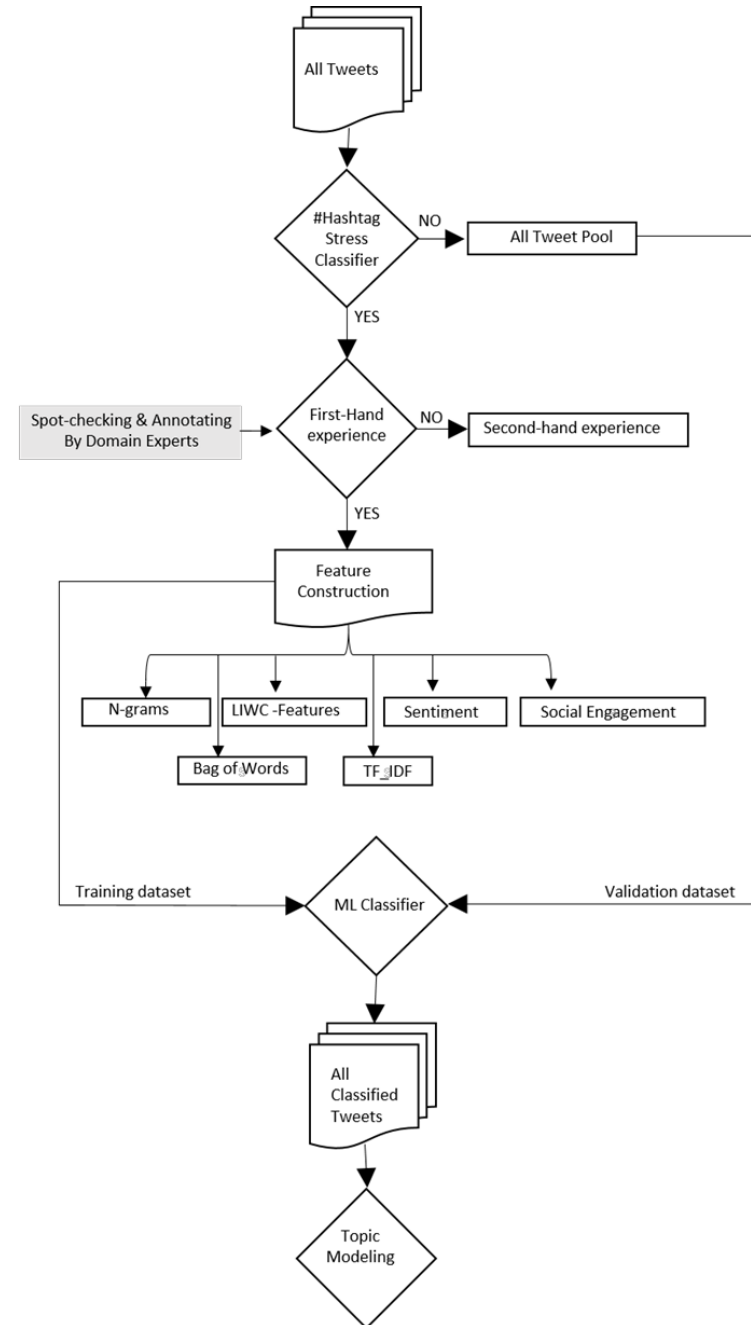 All Tweets
#Hashtag
Stress
Classifier
NO
All Tweet Pool
YES
Spot-checking & Annotating
By Domain Experts
First-Hand
experience
NO
Second-hand experience
YES
Feature
Construction
N-grams
LIWC -Features
Sentiment
Social Engagement
Bag of Words
TF_IDF
Training dataset
ML Classifier
Validation dataset
All
Classified
Tweets
Topic
Modeling